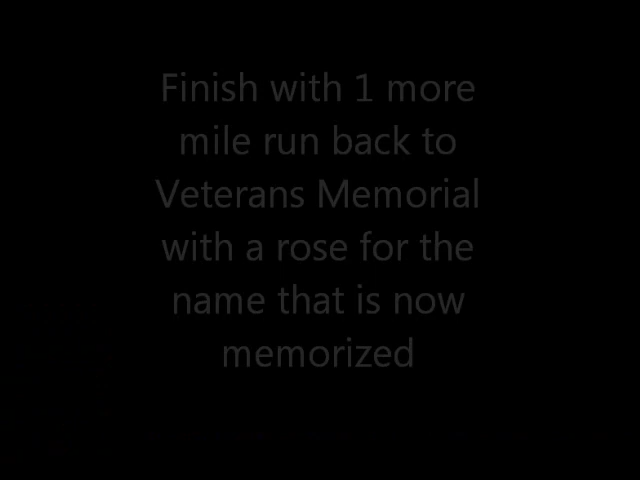 Finish with 1 more
mile run back to
Veterans Memorial
with a rose for the
name that is now
memorized